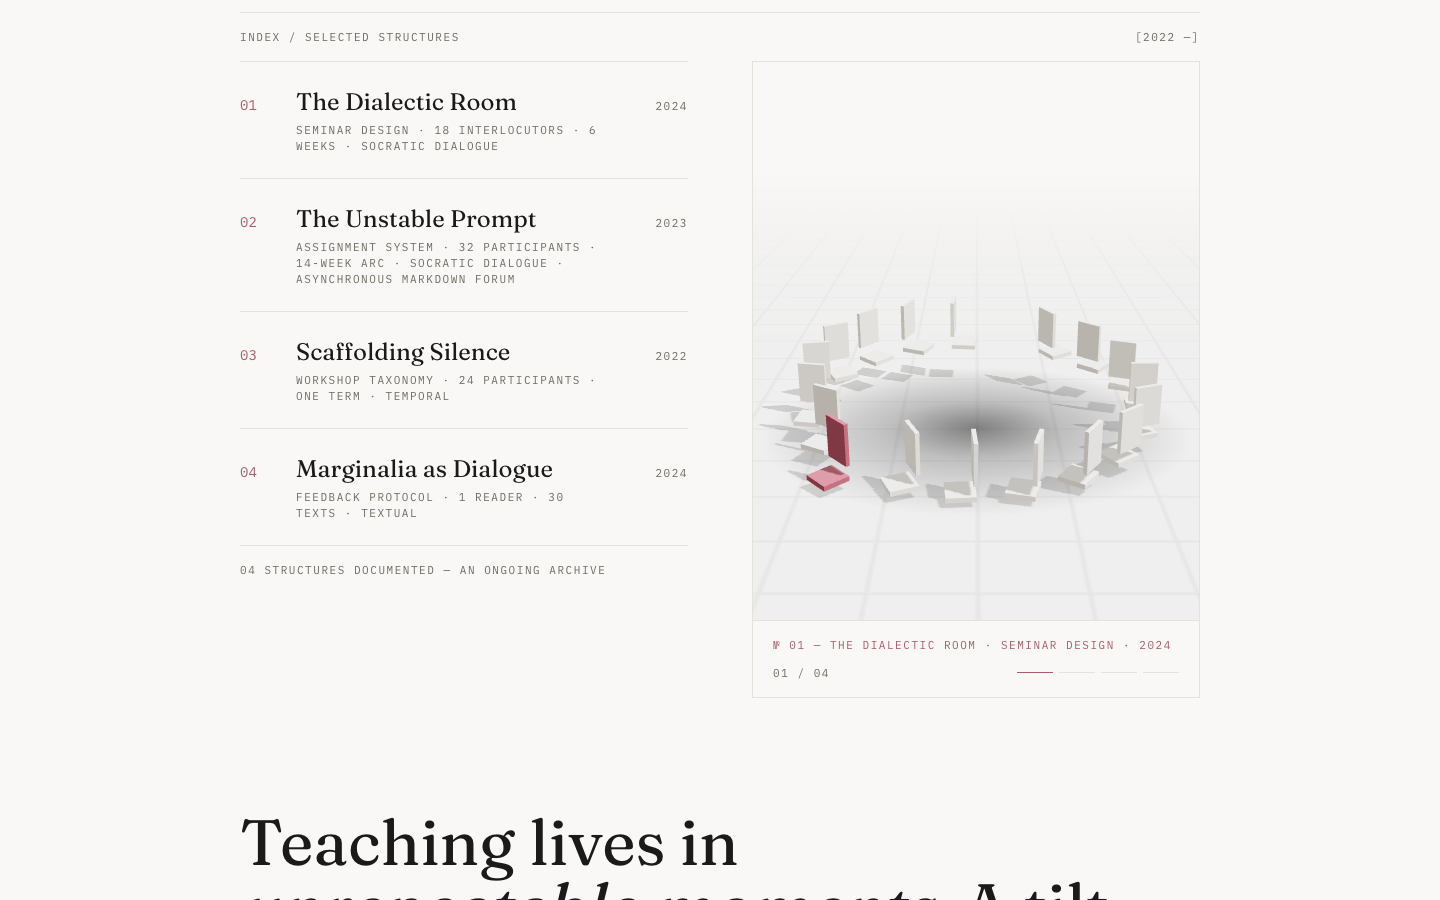 INDEX / SELECTED STRUCTURES
[2022 —]
01
The Dialectic Room
2024
SEMINAR DESIGN · 18 INTERLOCUTORS · 6
WEEKS · SOCRATIC DIALOGUE
02
The Unstable Prompt
2023
ASSIGNMENT SYSTEM · 32 PARTICIPANTS ·
14-WEEK ARC · SOCRATIC DIALOGUE ·
ASYNCHRONOUS MARKDOWN FORUM
03
Scaffolding Silence
2022
WORKSHOP TAXONOMY · 24 PARTICIPANTS ·
ONE TERM · TEMPORAL
04
Marginalia as Dialogue
2024
FEEDBACK PROTOCOL · 1 READER · 30
TEXTS · TEXTUAL
04 STRUCTURES DOCUMENTED — AN ONGOING ARCHIVE
№ 01 — THE DIALECTIC ROOM · SEMINAR DESIGN · 2024
01 / 04
Teaching lives in
unrepeatable moments. A tilt